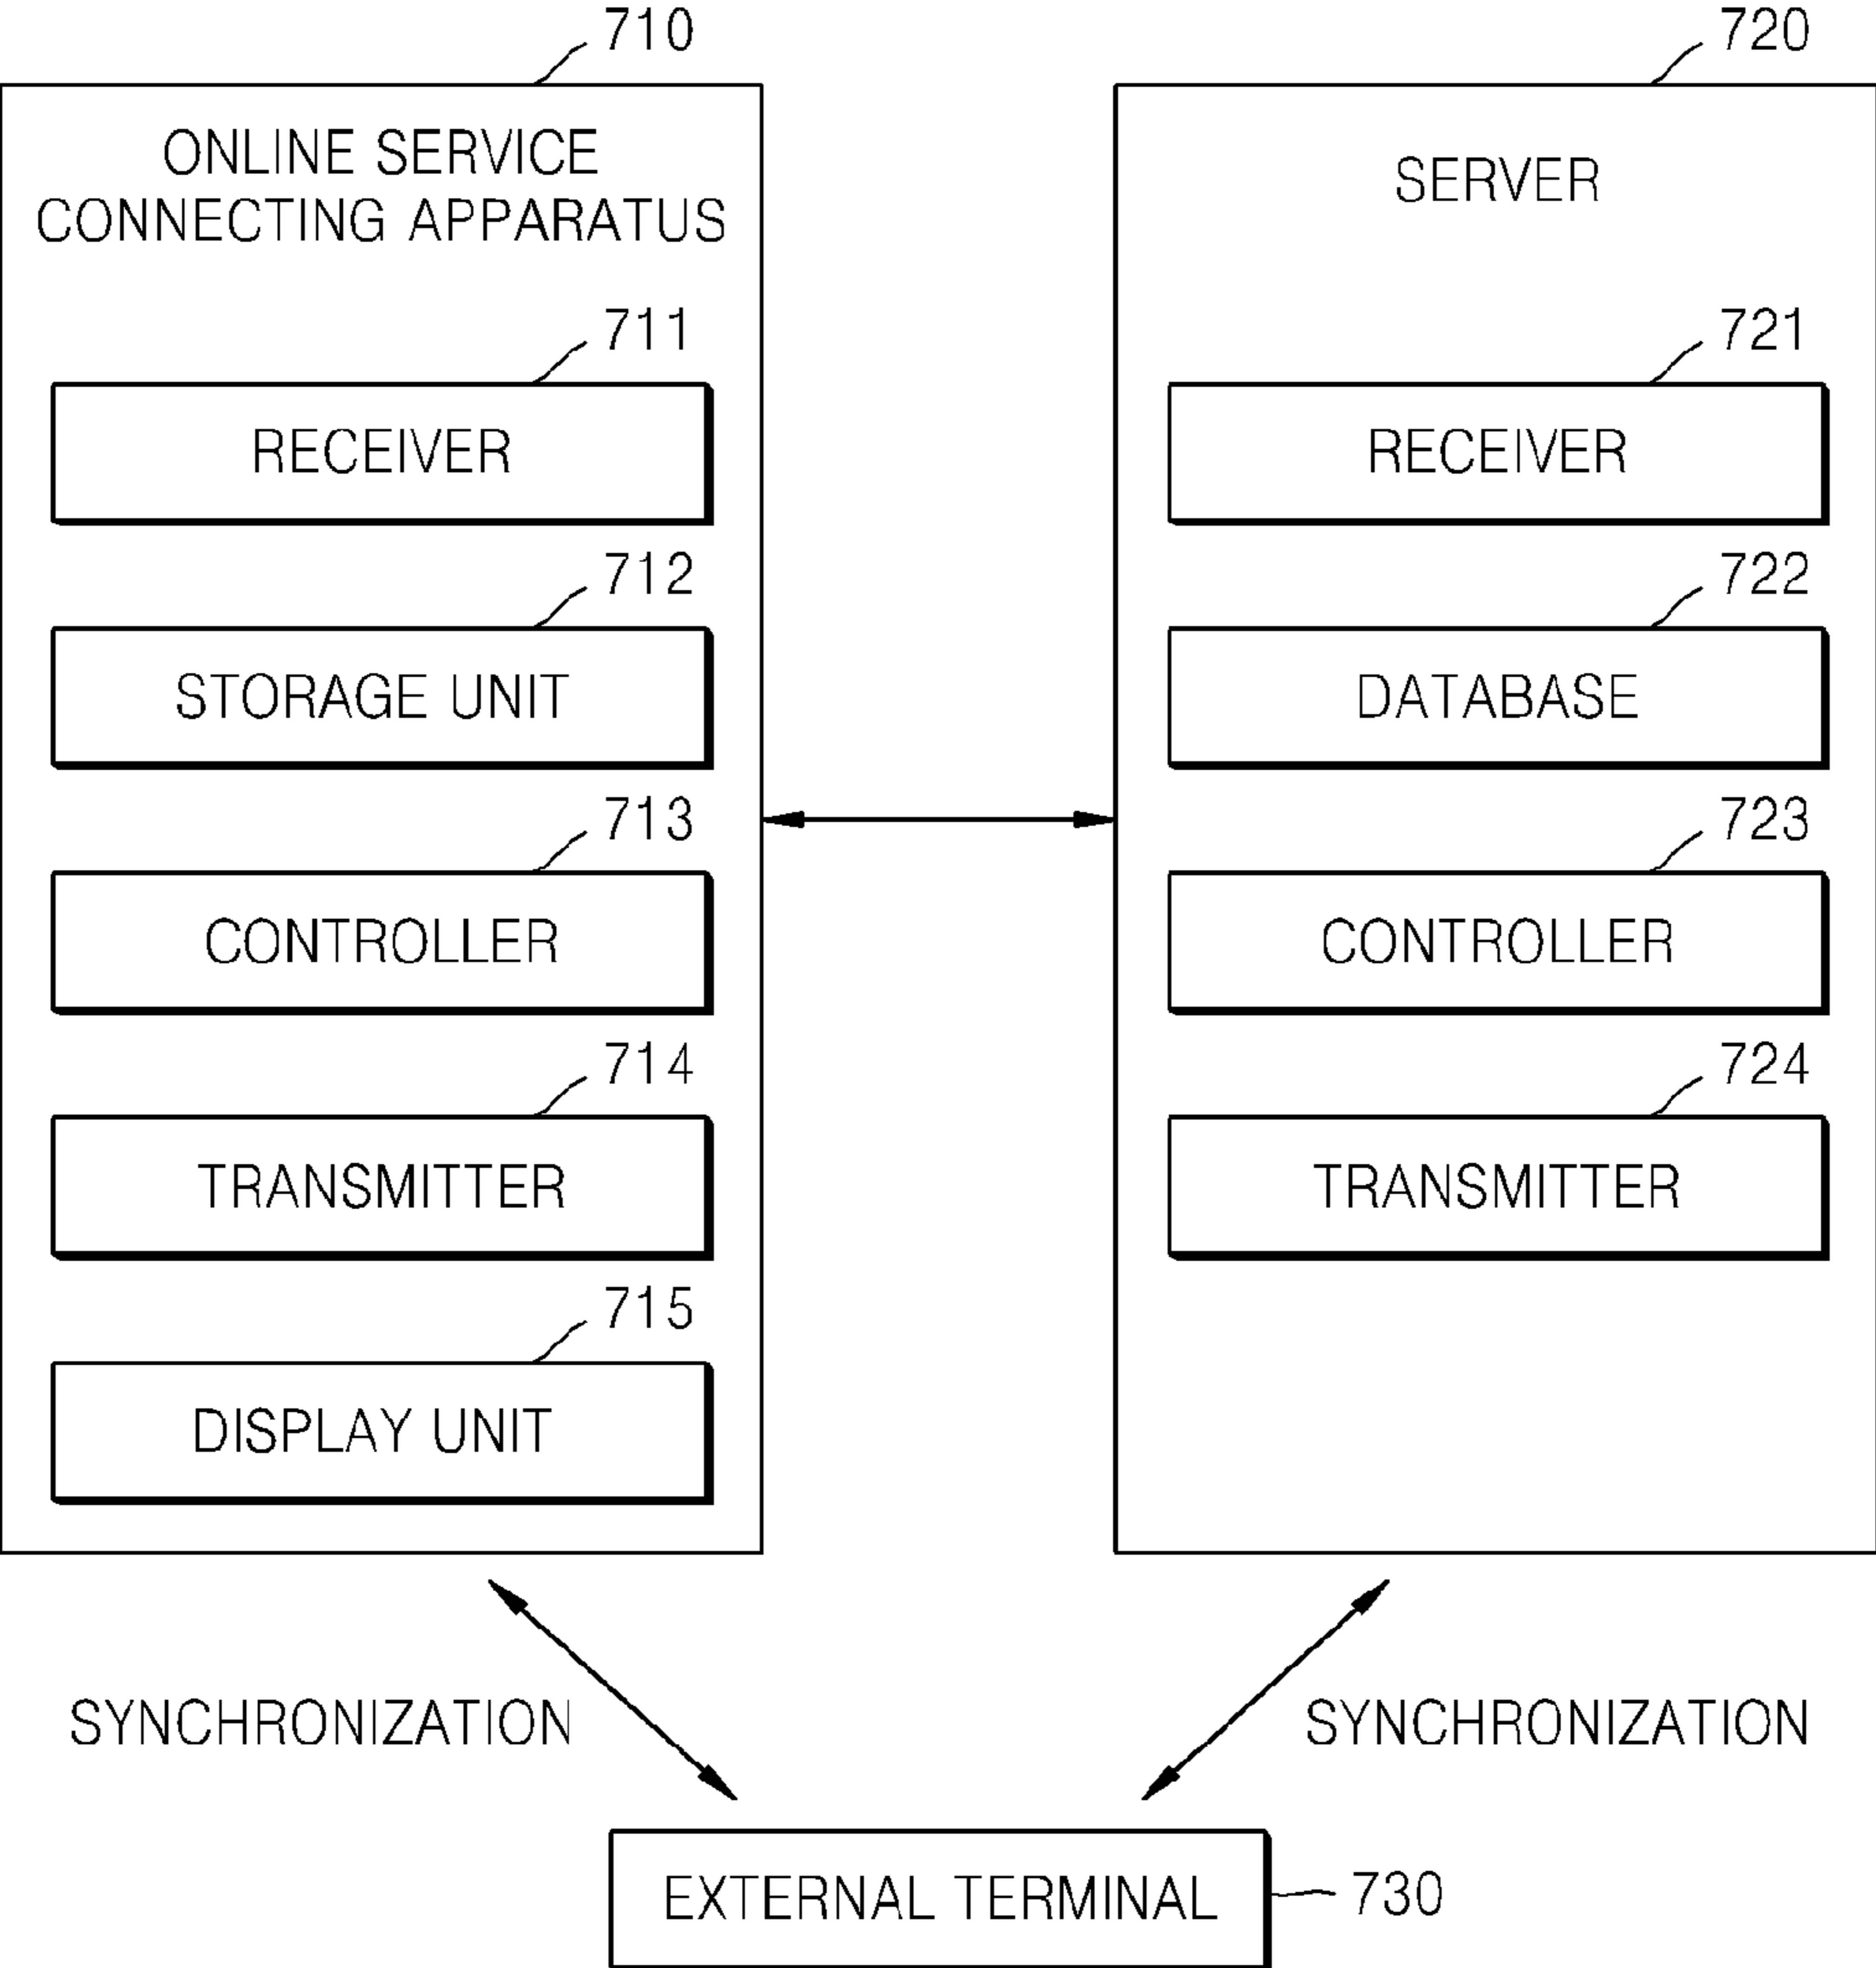 710
ONLINE SERVICE
CONNECTING APPARATUS
711
RECEIVER
712
STORAGE UNIT
713
CONTROLLER
714
TRANSMITTER
715
DISPLAY UNIT
720
SERVER
721
RECEIVER
722
DATABASE
723
CONTROLLER
724
TRANSMITTER
SYNCHRONIZATION
SYNCHRONIZATION
EXTERNAL TERMINAL
730